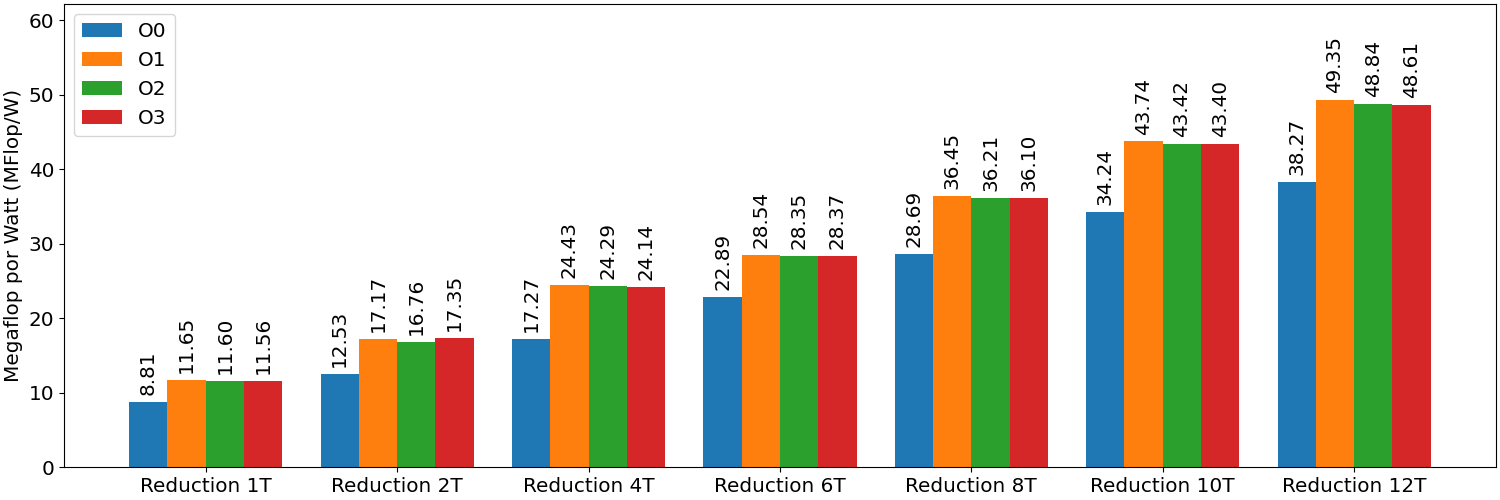 Megaflop por Watt (MFlop/W)
60
50
40
30
20
10
0
O0
O1
O2
O3
8.81
11.65
11.60
11.56
12.53
17.17
16.76
17.35
17.27
24.43
24.29
24.14
22.89
28.54
28.35
28.37
28.69
36.45
36.21
36.10
34.24
43.74
43.42
43.40
38.27
49.35
48.84
48.61
Reduction 1T
Reduction 2T
Reduction 4T
Reduction 6T
Reduction 8T
Reduction 10T
Reduction 12T